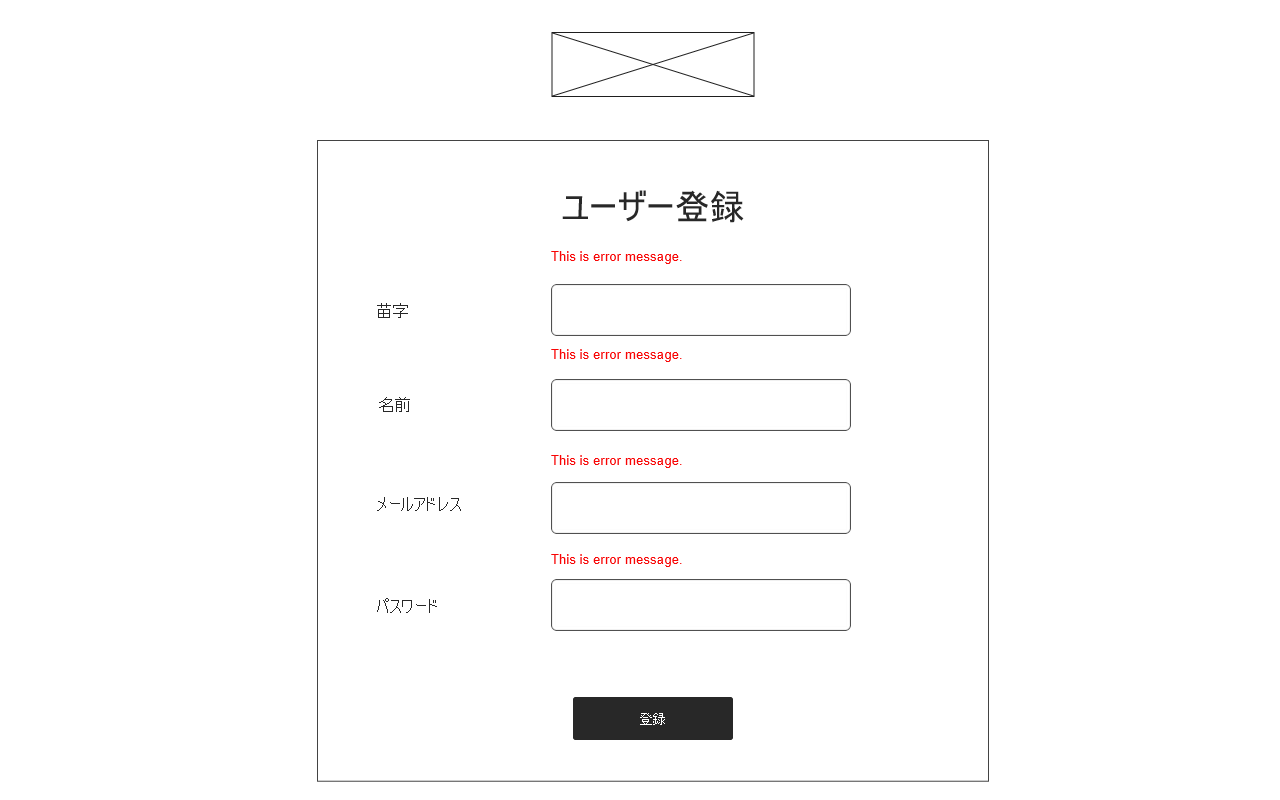 ユーザー登録
This is error message.
苗字
This is error message.
名前
This is error message.
メールアドレス
This is error message.
パスワード
登録